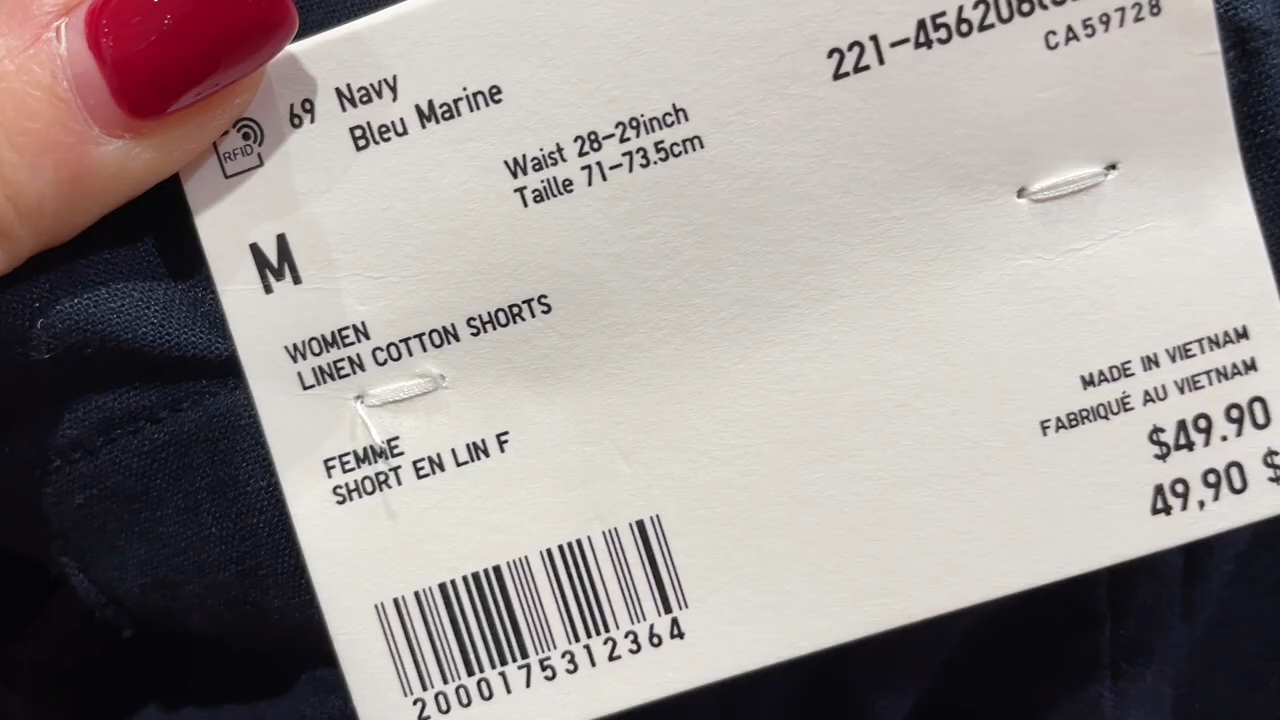 221-456208
CA59728
69 Navy
Bleu Marine
RFID
Waist 28-29inch
Taille 71-73.5cm
M
WOMEN
LINEN COTTON SHORTS
FEMME
SHORT EN LIN F
MADE IN VIETNAM
FABRIQUÉ AU VIETNAM
$49.90
49,90 $
2000175312364